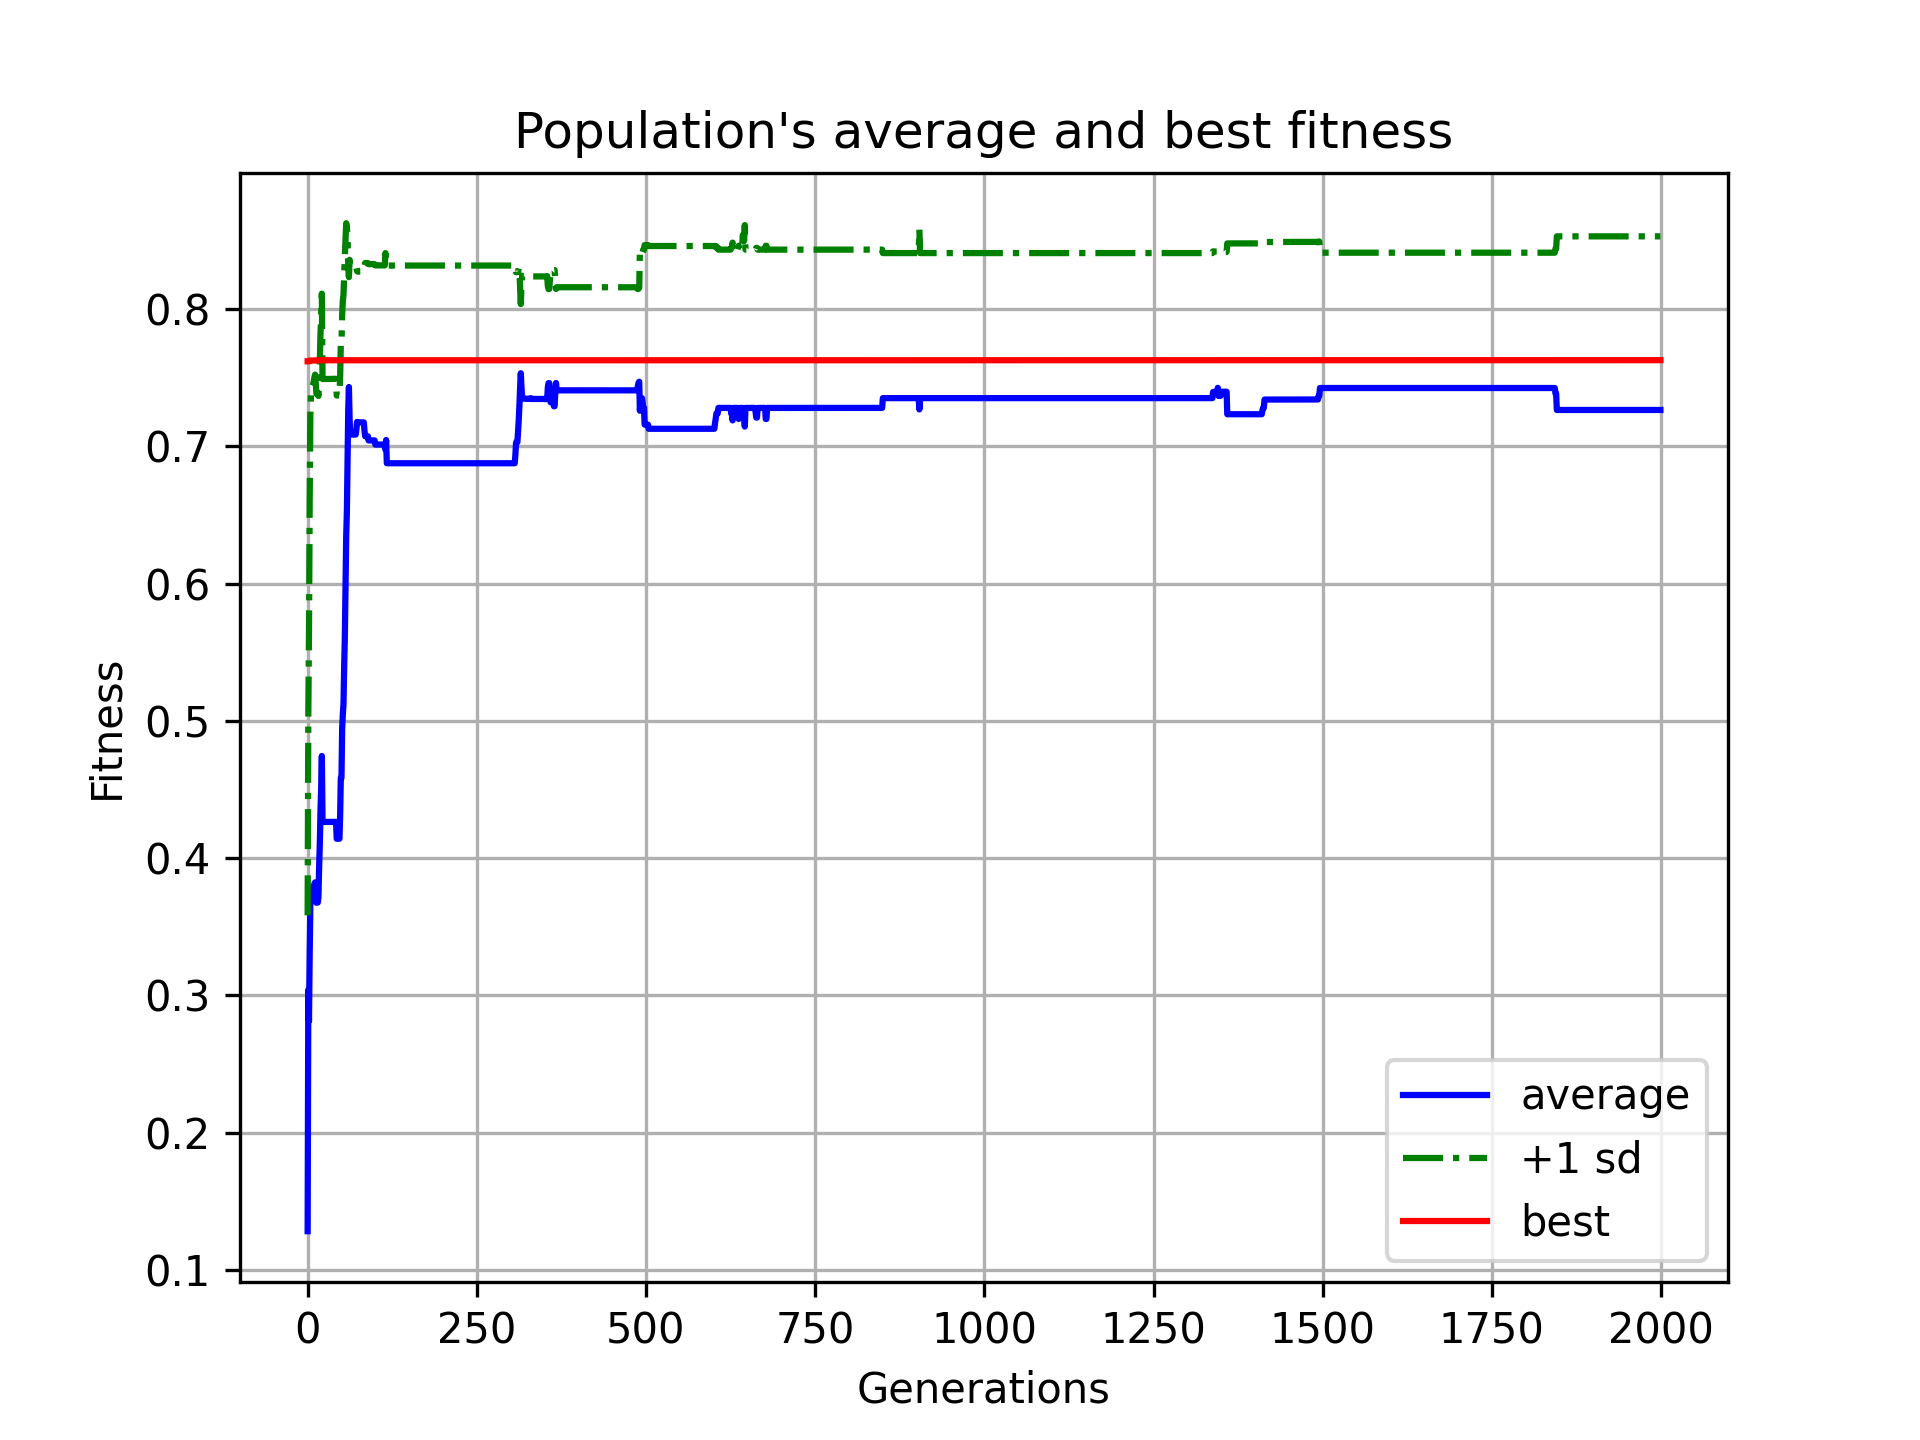 Population's average and best fitness
0.8
0.7
0.6
0.5
0.4
0.3
0.2
0.1
Fitness
0 250 500 750 1000 1250 1500 1750 2000
Generations
average
+1 sd
best